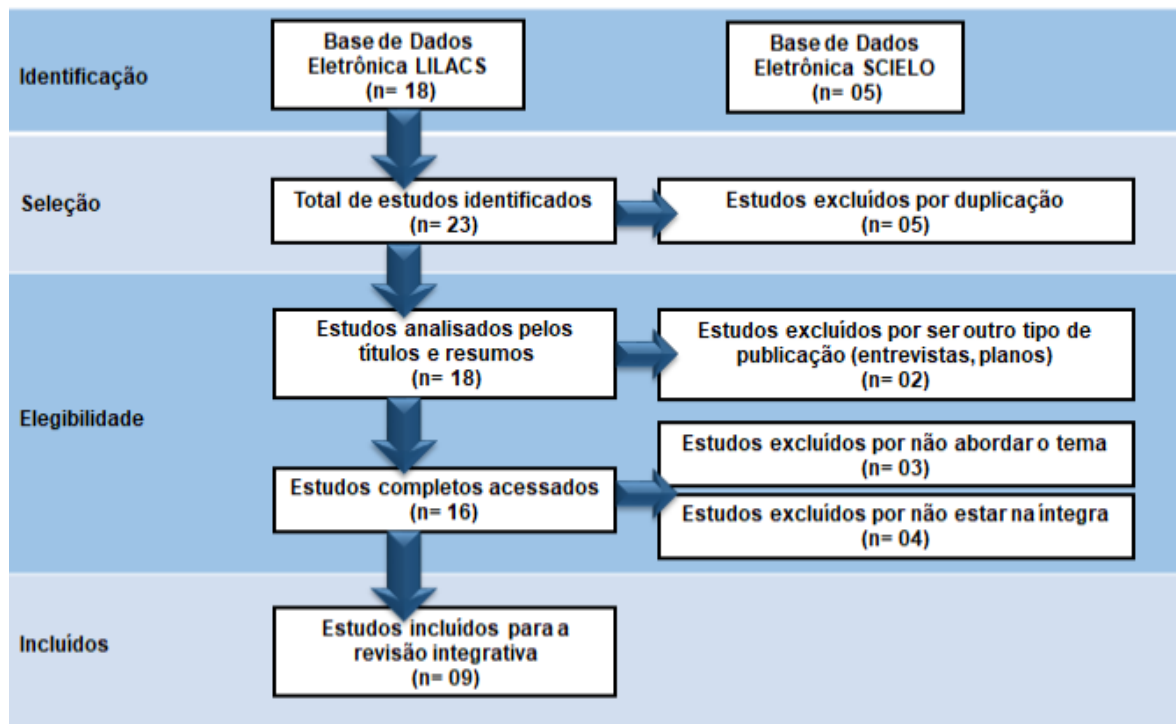 Identificação
Base de Dados
Eletrônica LILACS
(n= 18)
Base de Dados
Eletrônica SCIELO
(n= 05)
Seleção
Total de estudos identificados
(n= 23)
Estudos excluídos por duplicação
(n= 05)
Elegibilidade
Estudos analisados pelos
títulos e resumos
(n= 18)
Estudos excluídos por ser outro tipo de
publicação (entrevistas, planos)
(n= 02)
Estudos completos acessados
(n= 16)
Estudos excluídos por não abordar o tema
(n= 03)
Estudos excluídos por não estar na íntegra
(n= 04)
Incluídos
Estudos incluídos para a
revisão integrativa
(n= 09)